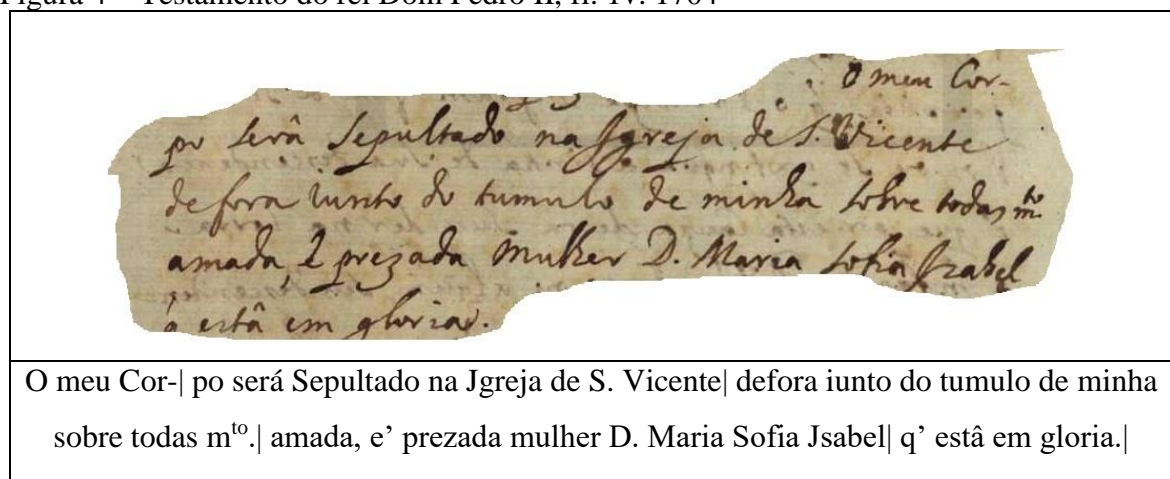 Figura 4 – Testamento do rei Dom Pedro II, fl. 1v. 1704
O meu Cor-
po serâ Sepultado na Jgreja de S. Vicente
defora iunto do tumulo de minha sobre todas mto.
amada, e prezada mulher D. Maria sofia Jzabel
q̃ estâ em gloria.
O meu Cor-| po será Sepultado na Jgreja de S. Vicente| defora iunto do tumulo de minha
sobre todas mto.| amada, e’ prezada mulher D. Maria Sofia Jsabel| q’ estâ em gloria.|